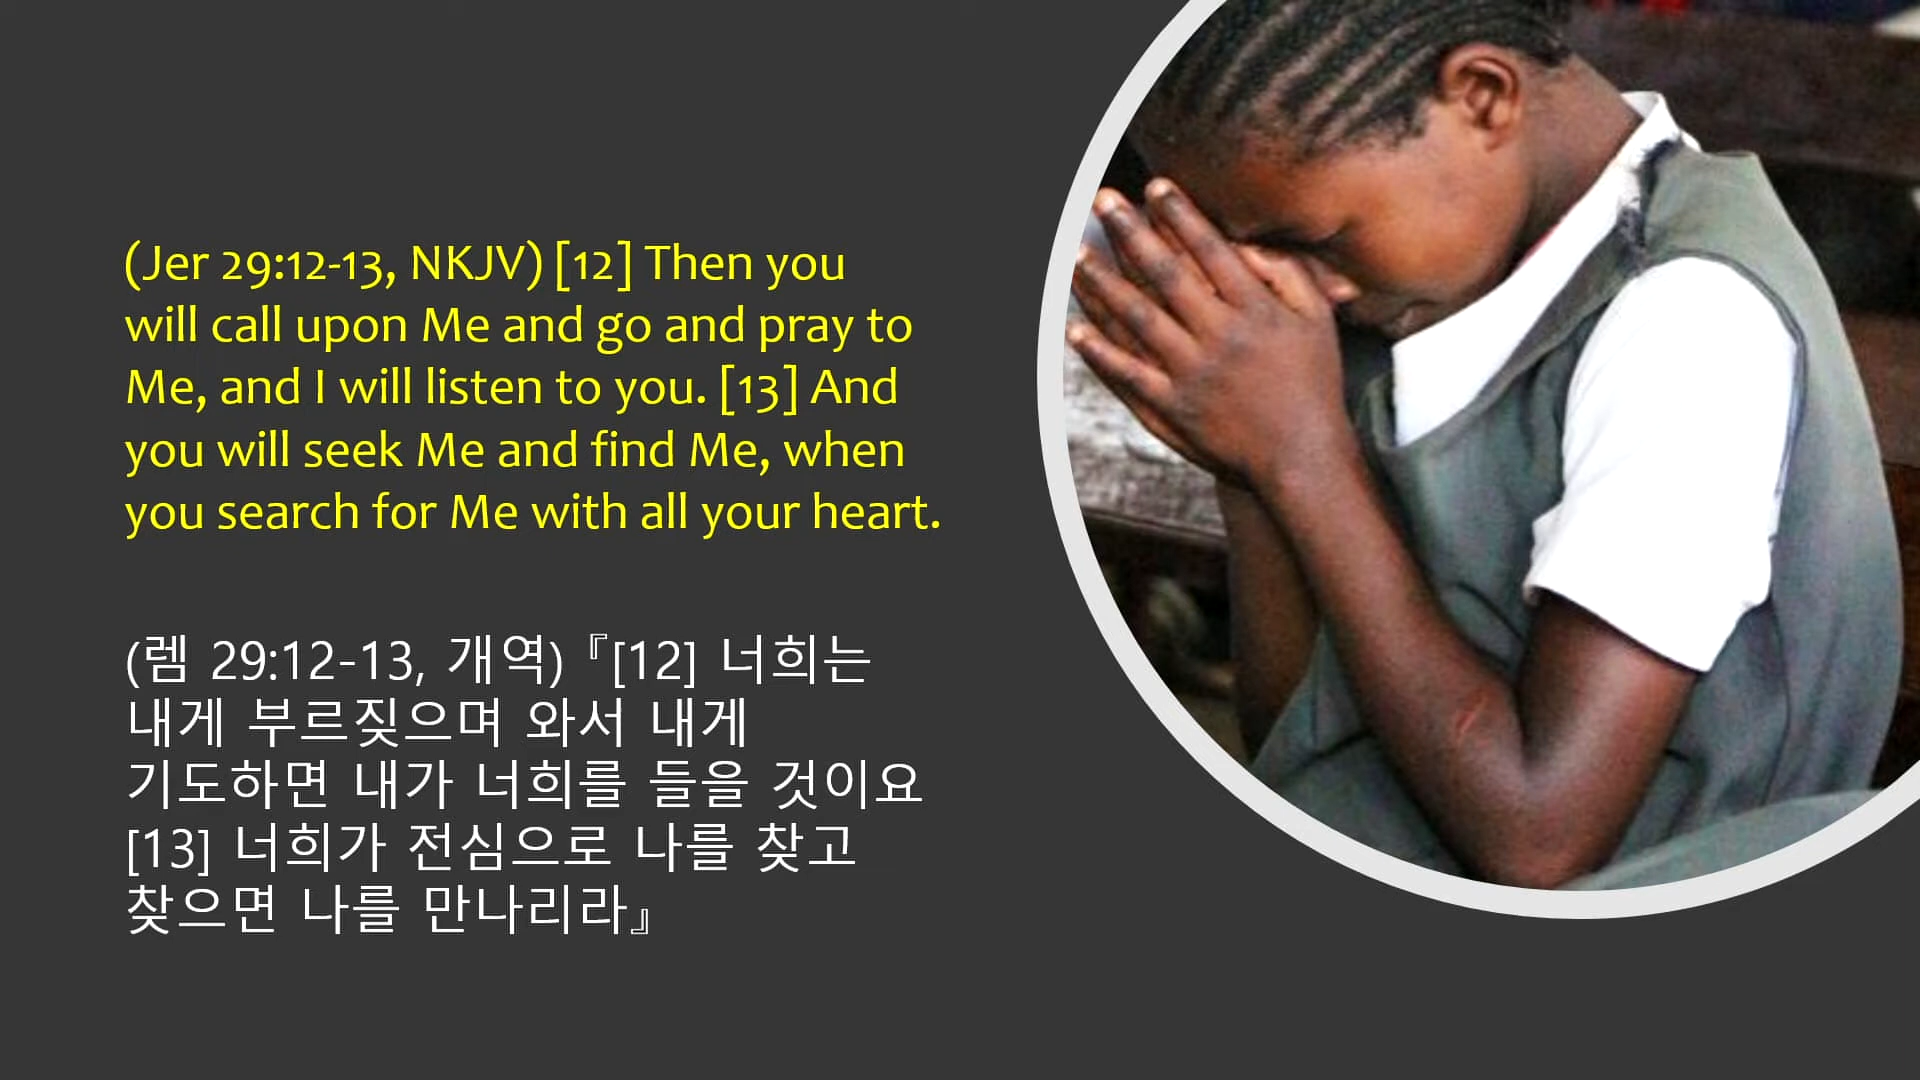 (Jer 29:12-13, NKJV) [12] Then you
will call upon Me and go and pray to
Me, and I will listen to you. [13] And
you will seek Me and find Me, when
you search for Me with all your heart.
(렘 29:12-13, 개역)『[12] 너희는
내게 부르짖으며 와서 내게
기도하면 내가 너희를 들을 것이요
[13] 너희가 전심으로 나를 찾고
찾으면 나를 만나리라』